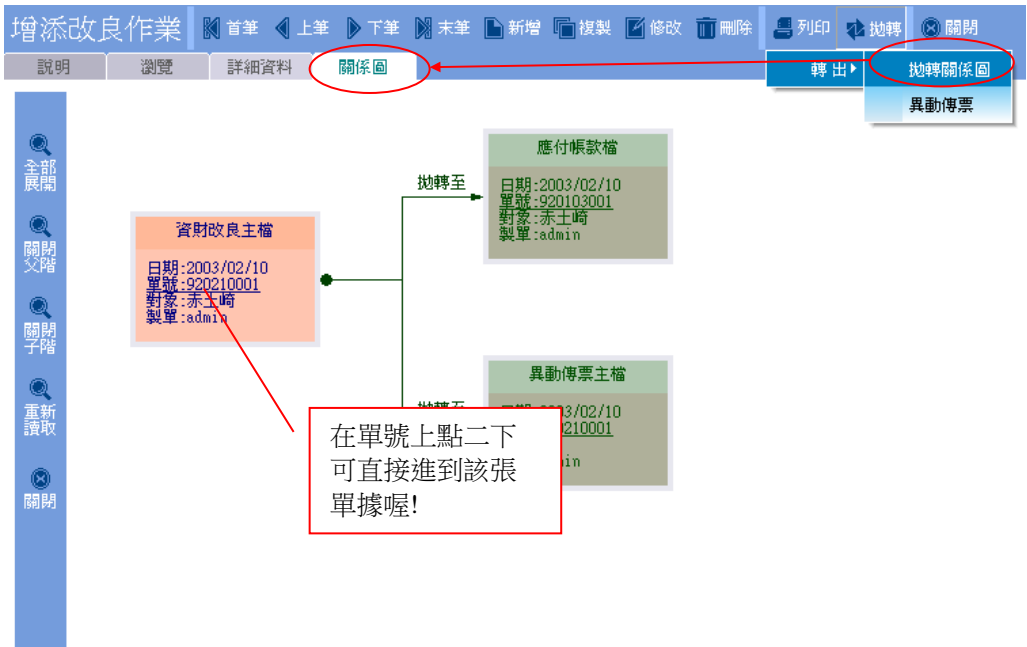 增添改良作業 首筆 上筆 下筆 末筆 新增 複製 修改 刪除 列印 拋轉 關閉
說明 瀏覽 詳細資料 關係圖
轉出 拋轉關係圖
異動傳票
全部
展開
關閉
父階
關閉
子階
重新
讀取
關閉
應付帳款檔
拋轉至
日期:2003/02/10
單號:920103001
對象:赤土崎
製單:admin
資財改良主檔
日期:2003/02/10
單號:920210001
對象:赤土崎
製單:admin
異動傳票主檔
3/02/10
210001
in
在單號上點二下
可直接進到該張
單據喔!